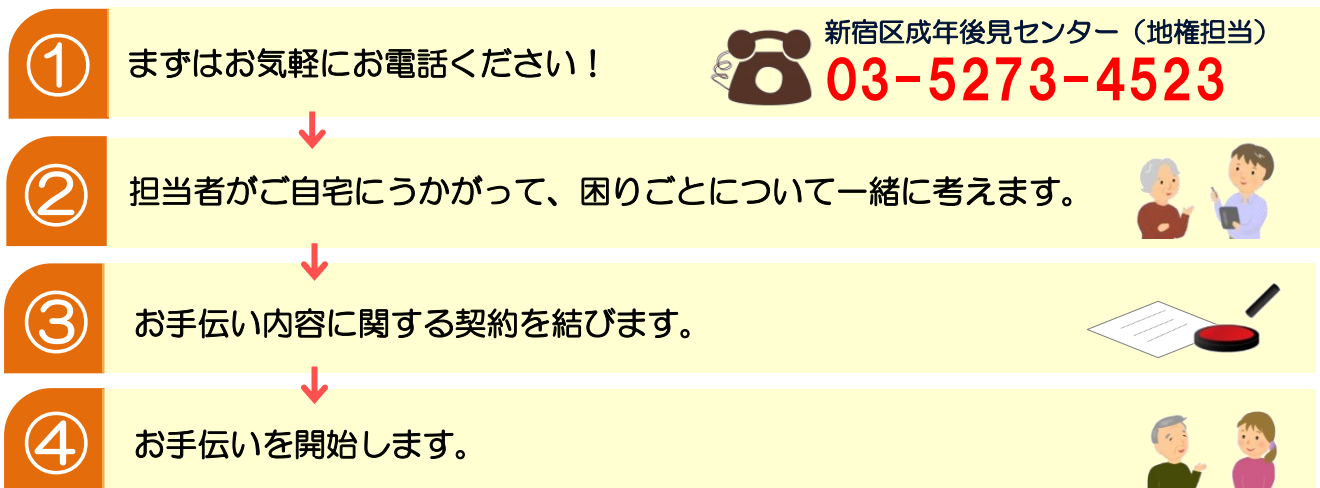 ① まずはお気軽にお電話ください！
新宿区成年後見センター（地権担当）
03-5273-4523
② 担当者がご自宅にうかがって、困りごとについて一緒に考えます。
③ お手伝い内容に関する契約を結びます。
④ お手伝いを開始します。